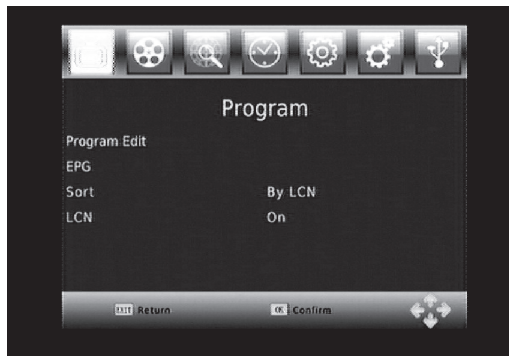 Program
Program Edit
EPG
Sort By LCN
LCN On
EXIT Return OK Confirm